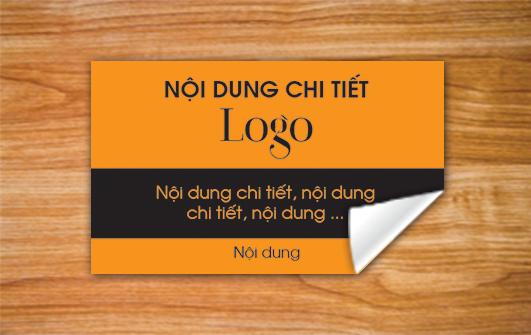 NỘI DUNG CHI TIẾT
Logo
Nội dung chi tiết, nội dung
chi tiết, nội dung ...
Nội dung